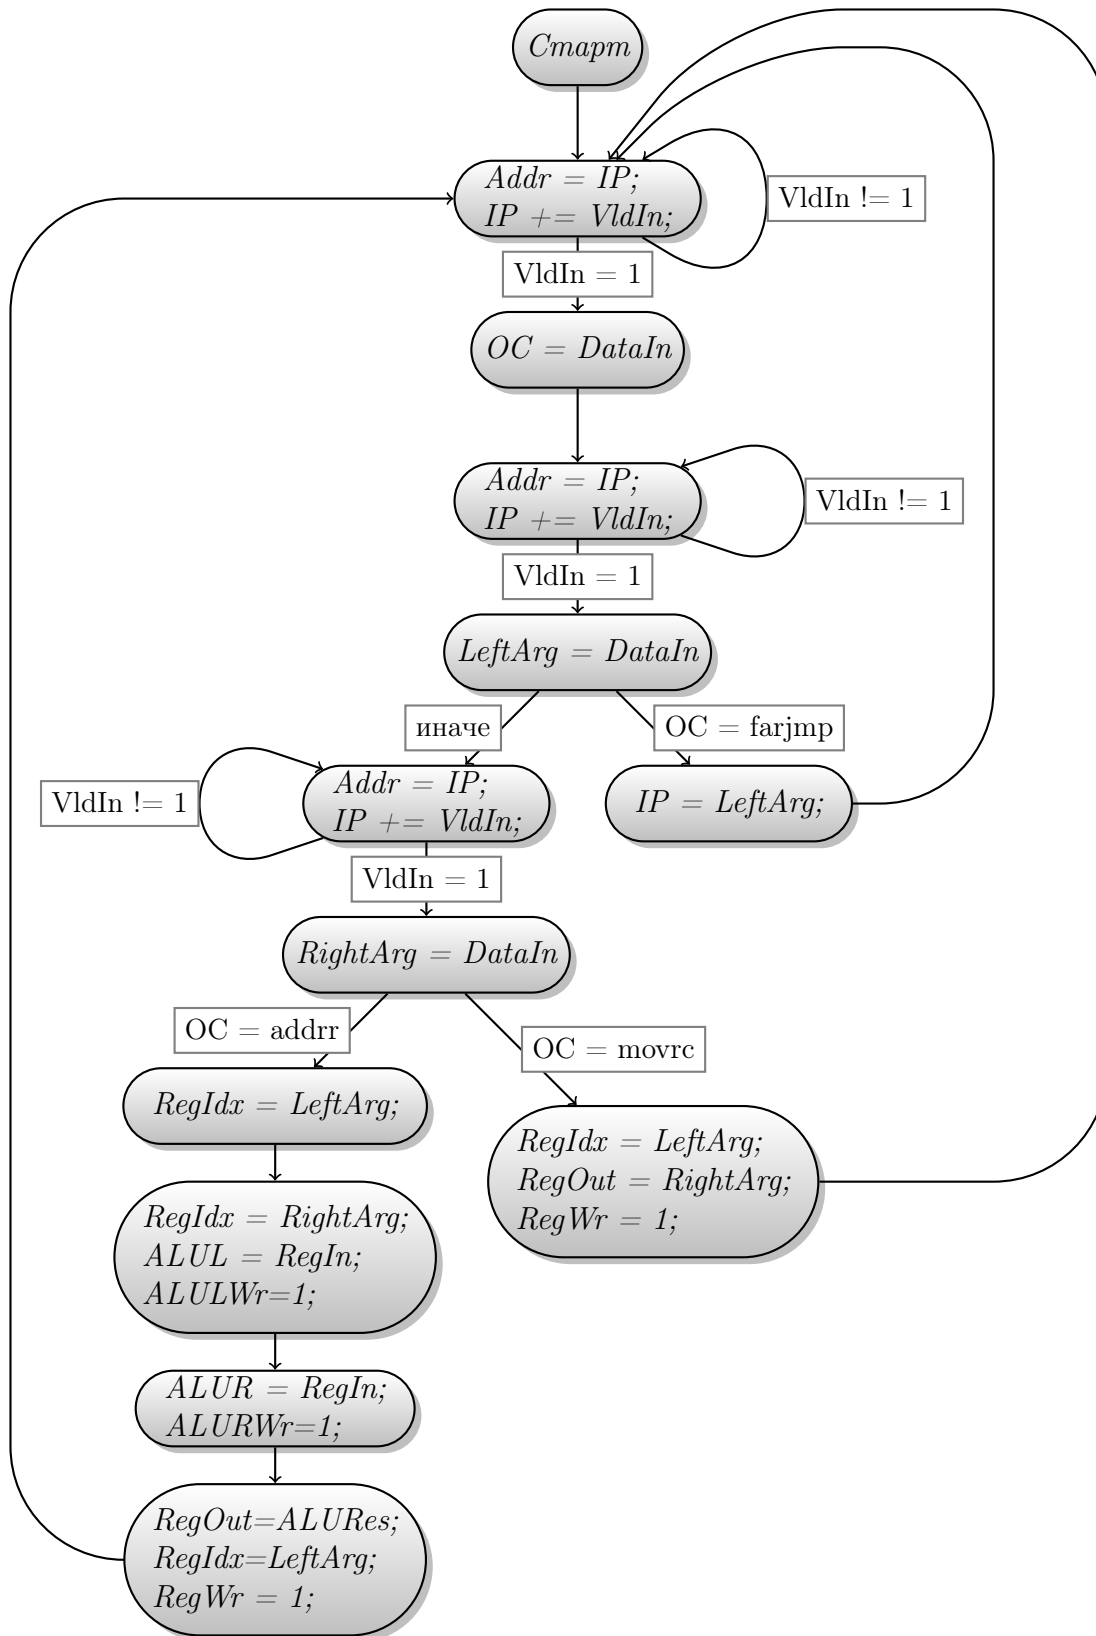 Старт
Addr = IP;
IP += VldIn;
VldIn != 1
VldIn = 1
OC = DataIn
Addr = IP;
IP += VldIn;
VldIn != 1
VldIn = 1
LeftArg = DataIn
иначе
OC = farjmp
Addr = IP;
IP += VldIn;
VldIn != 1
IP = LeftArg;
VldIn = 1
RightArg = DataIn
OC = addrr
OC = movrc
RegIdx = LeftArg;
RegIdx = LeftArg;
RegOut = RightArg;
RegWr = 1;
RegIdx = RightArg;
ALUL = RegIn;
ALULWr=1;
ALUR = RegIn;
ALURWr=1;
RegOut=ALURes;
RegIdx=LeftArg;
RegWr = 1;